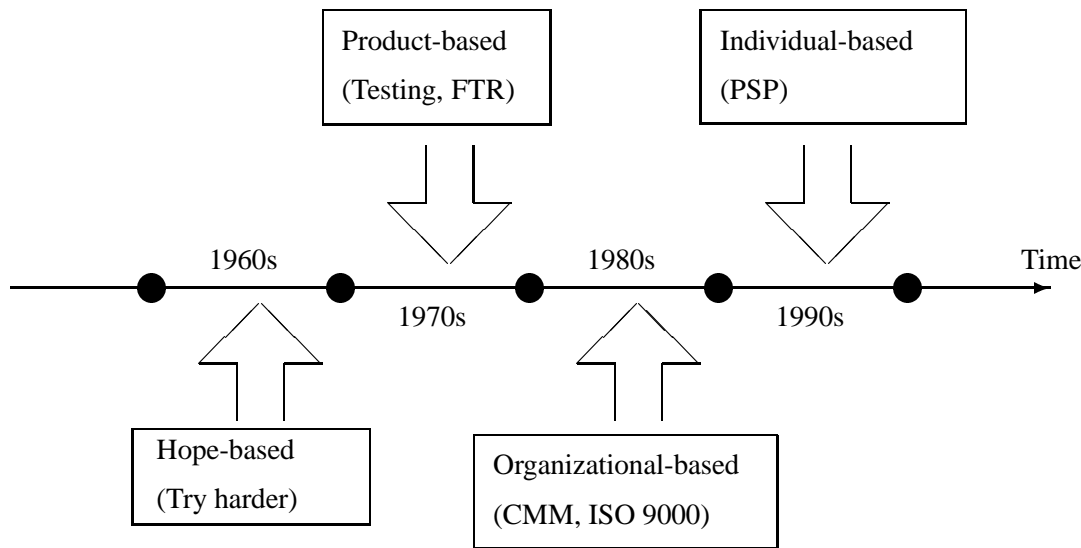 Product-based
(Testing, FTR)
Individual-based
(PSP)
1960s
1980s
Time
1970s
1990s
Hope-based
(Try harder)
Organizational-based
(CMM, ISO 9000)